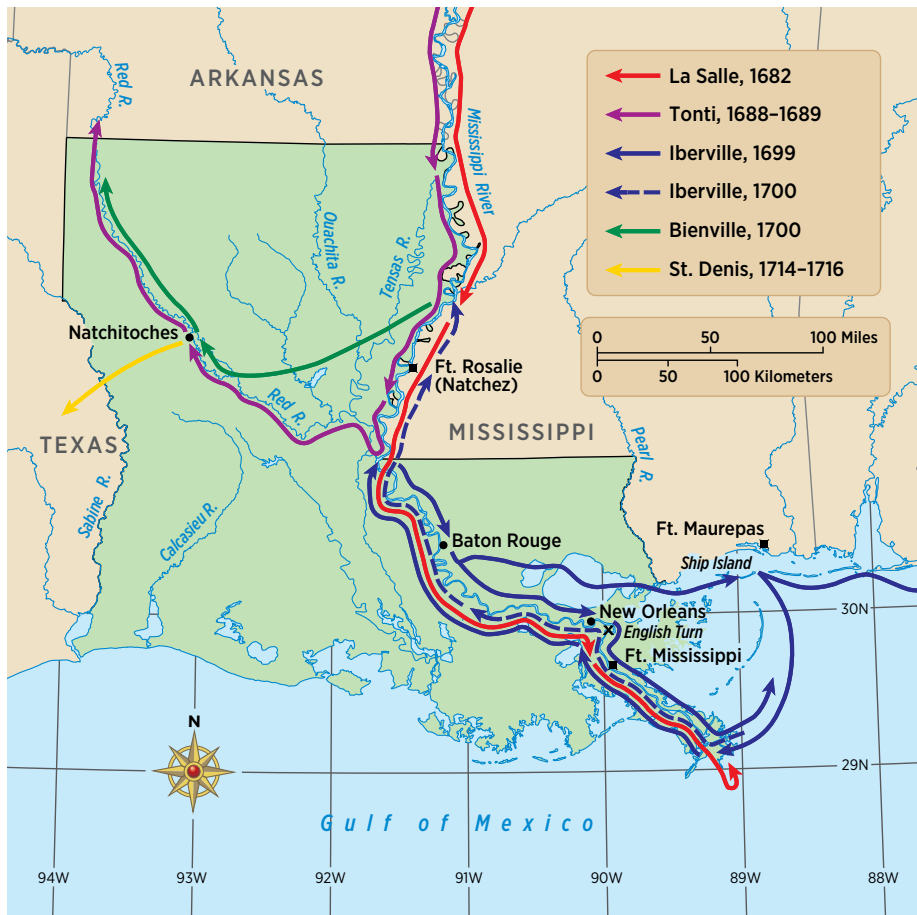 ARKANSAS
Red R.
Mississippi River
Ouachita R.
Tensas R.
La Salle, 1682
Tonti, 1688–1689
Iberville, 1699
Iberville, 1700
Bienville, 1700
St. Denis, 1714–1716
0 50 100 Miles
0 50 100 Kilometers
Natchitoches
Ft. Rosalie
(Natchez)
Red R.
TEXAS
MISSISSIPPI
Pearl R.
Sabine R.
Calcasieu R.
Baton Rouge
Ft. Maurepas
Ship Island
New Orleans
English Turn
Ft. Mississippi
30N
N
29N
Gulf of Mexico
94W 93W 92W 91W 90W 89W 88W